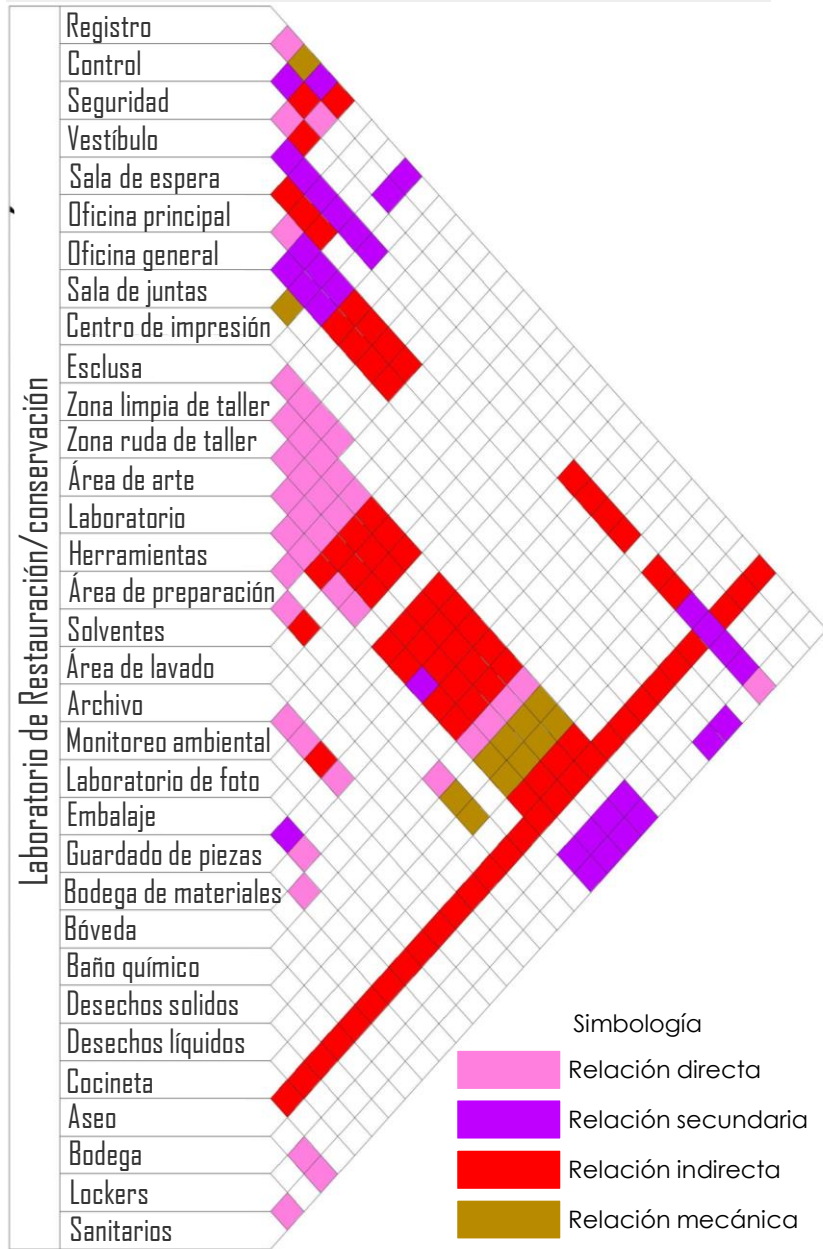 Laboratorio de Restauración/conservación
Registro
Control
Seguridad
Vestíbulo
Sala de espera
Oficina principal
Oficina general
Sala de juntas
Centro de impresión
Esclusa
Zona limpia de taller
Zona ruda de taller
Área de arte
Laboratorio
Herramientas
Área de preparación
Solventes
Área de lavado
Archivo
Monitoreo ambiental
Laboratorio de foto
Embalaje
Guardado de piezas
Bodega de materiales
Bóveda
Baño químico
Desechos solidos
Desechos líquidos
Cocineta
Aseo
Bodega
Lockers
Sanitarios
Simbología
Relación directa
Relación secundaria
Relación indirecta
Relación mecánica